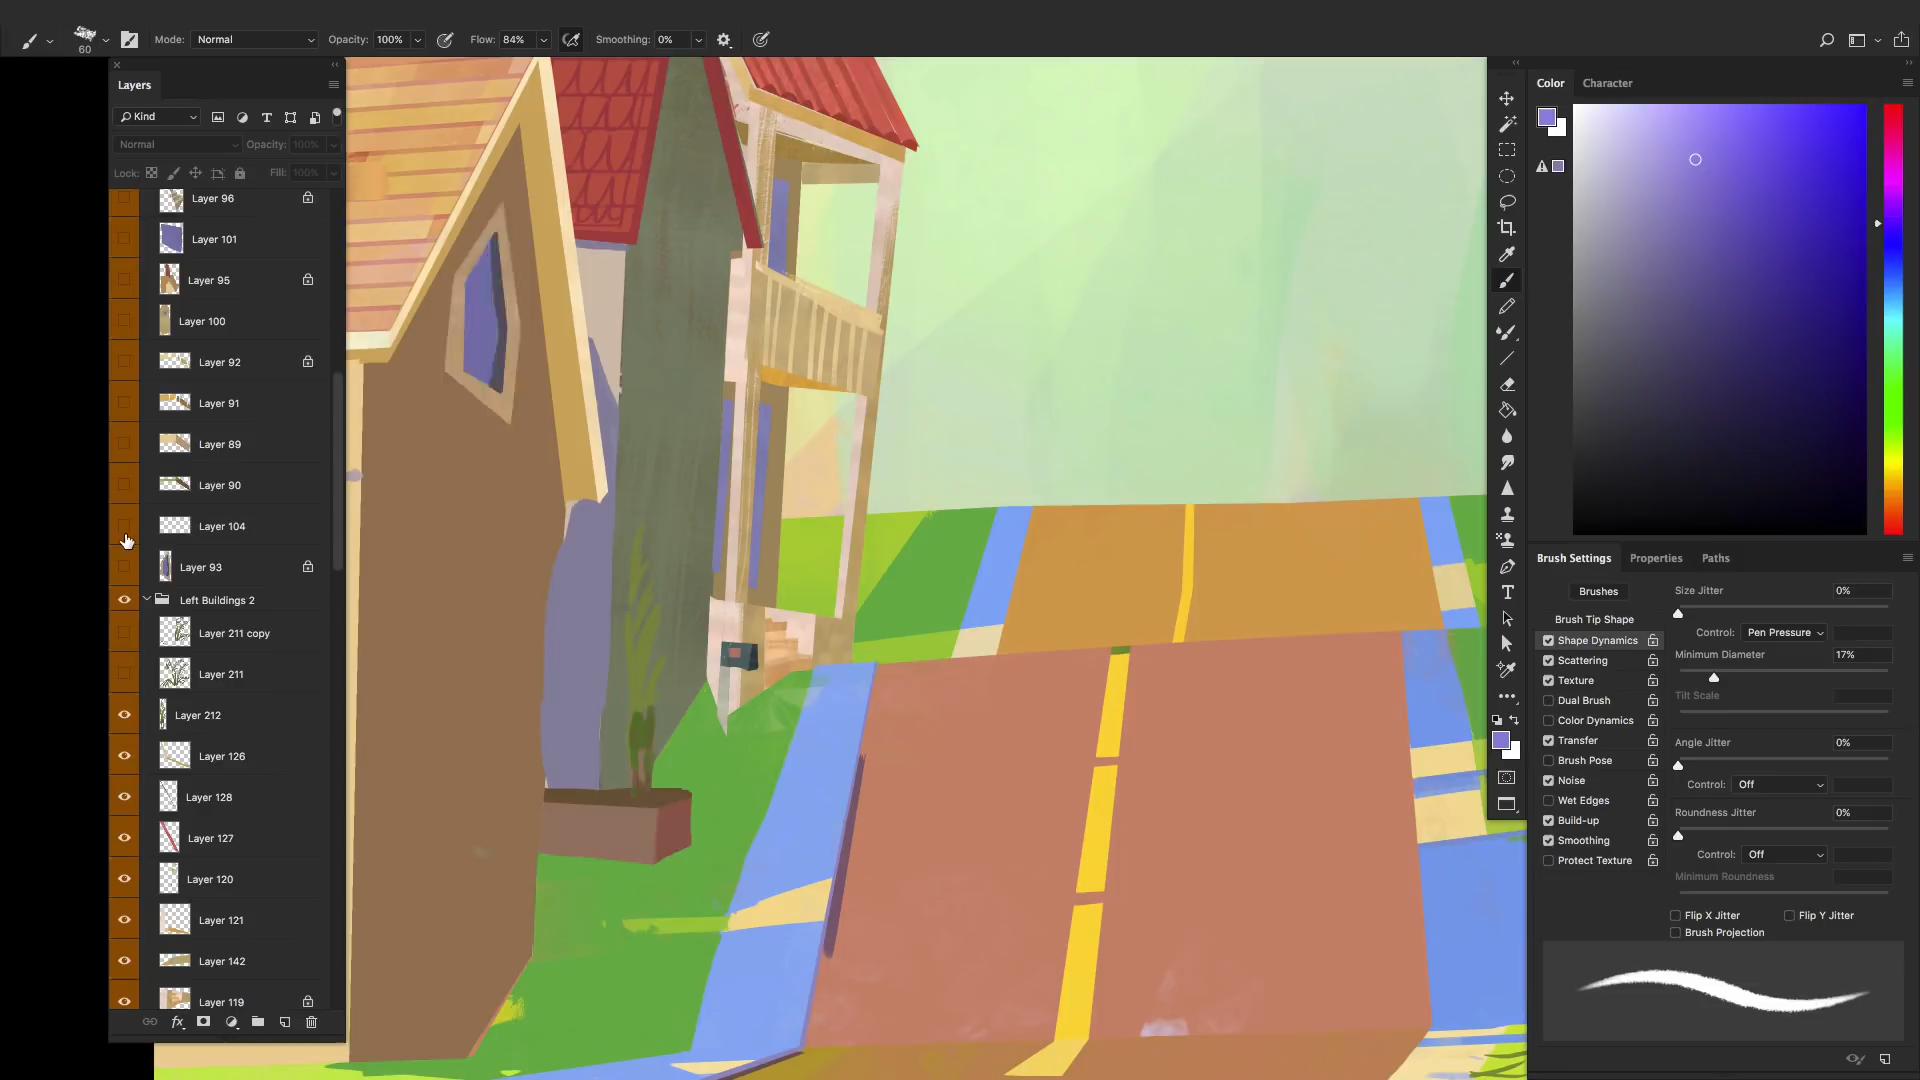 60
Mode: Normal
Opacity: 100%
Flow: 84%
Smoothing: 0%
Layers
Kind
Normal
Opacity: 100%
Lock:
Fill: 100%
Layer 96
Layer 101
Layer 95
Layer 100
Layer 92
Layer 91
Layer 89
Layer 90
Layer 104
Layer 93
Left Buildings 2
Layer 211 copy
Layer 211
Layer 212
Layer 126
Layer 128
Layer 127
Layer 120
Layer 121
Layer 142
Layer 119
fx
Color
Character
Brush Settings
Properties
Paths
Brushes
Brush Tip Shape
Shape Dynamics
Scattering
Texture
Dual Brush
Color Dynamics
Transfer
Brush Pose
Noise
Wet Edges
Build-up
Smoothing
Protect Texture
Size Jitter
0%
Control: Pen Pressure
Minimum Diameter
17%
Tilt Scale
Angle Jitter
0%
Control: Off
Roundness Jitter
0%
Control: Off
Minimum Roundness
Flip X Jitter
Flip Y Jitter
Brush Projection